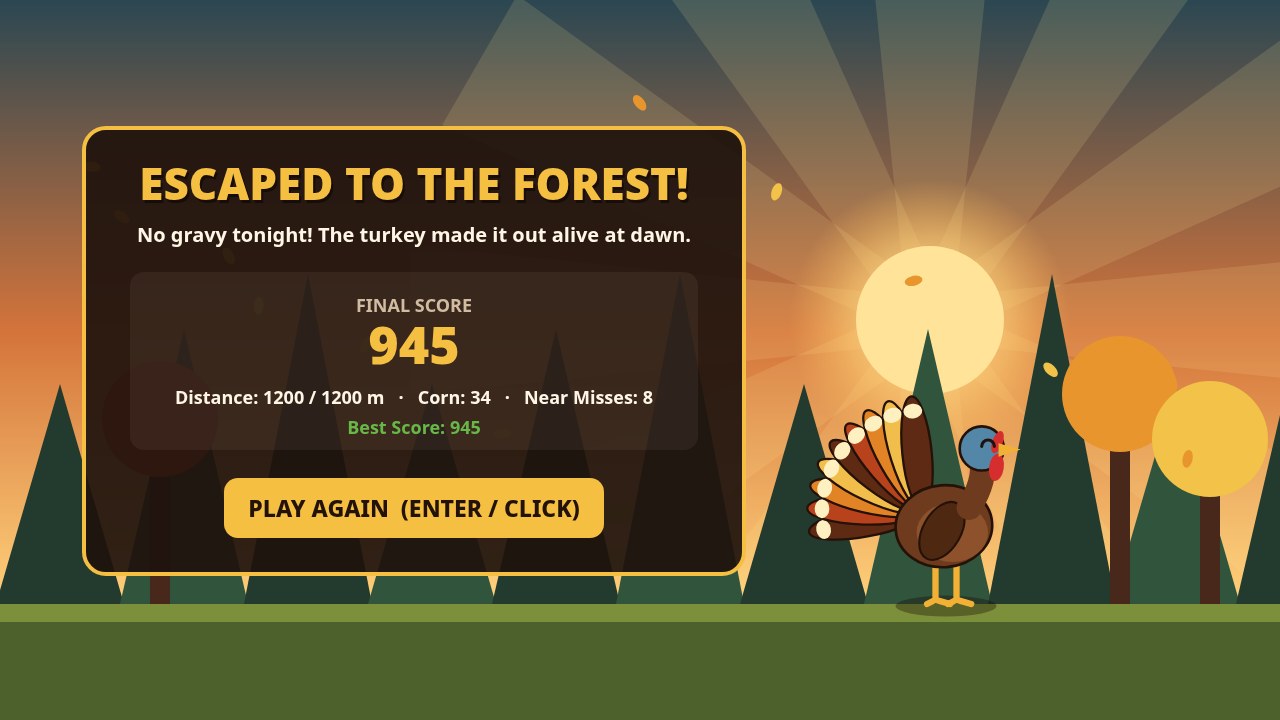 ESCAPED TO THE FOREST!
No gravy tonight! The turkey made it out alive at dawn.
FINAL SCORE
945
Distance: 1200 / 1200 m · Corn: 34 · Near Misses: 8
Best Score: 945
PLAY AGAIN (ENTER / CLICK)